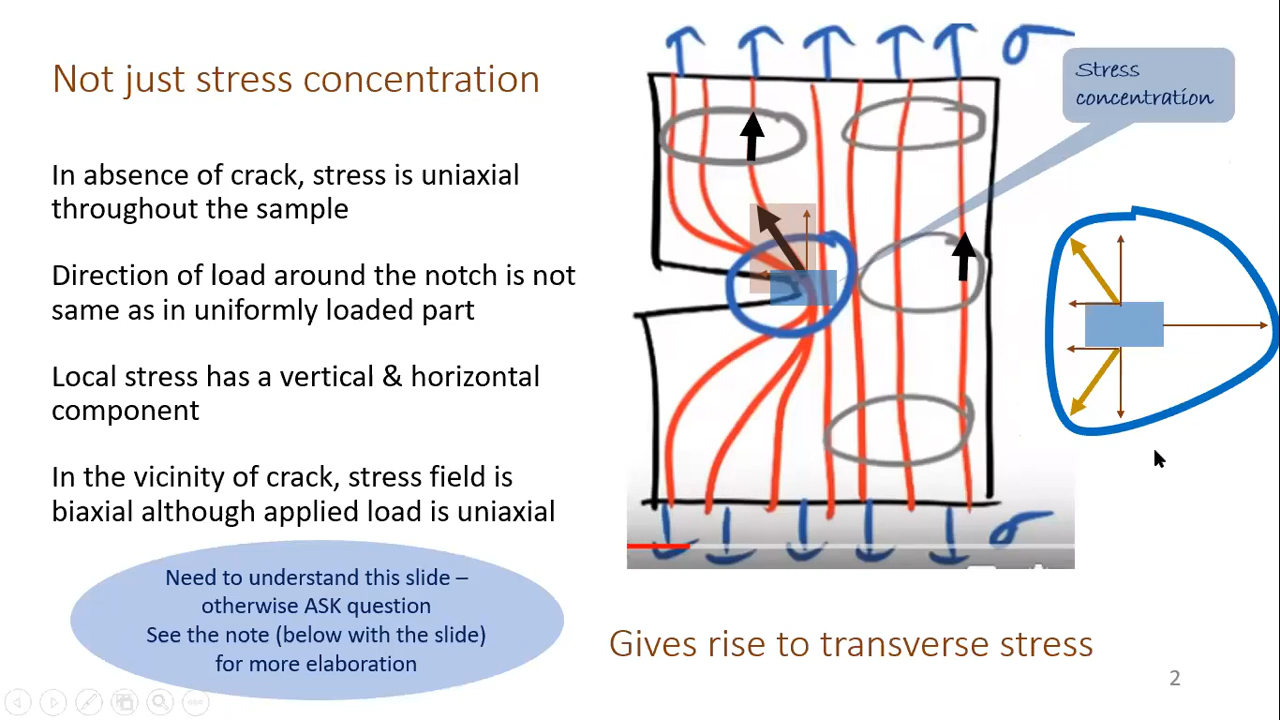 Not just stress concentration
In absence of crack, stress is uniaxial
throughout the sample
Direction of load around the notch is not
same as in uniformly loaded part
Local stress has a vertical & horizontal
component
In the vicinity of crack, stress field is
biaxial although applied load is uniaxial
Need to understand this slide –
otherwise ASK question
See the note (below with the slide)
for more elaboration
σ
Stress
concentration
σ
Gives rise to transverse stress
2